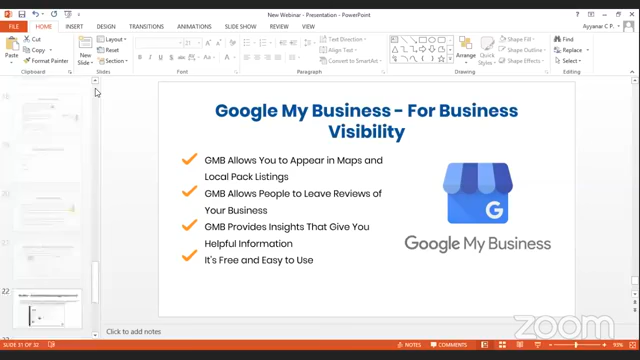 New Webinar - Presentation - PowerPoint
FILE HOME INSERT DESIGN TRANSITIONS ANIMATIONS SLIDE SHOW REVIEW VIEW
Ayyanar C P
Paste
Cut
Copy
Format Painter
Clipboard
New
Slide
Layout
Reset
Section
Slides
Font
Text Direction
Align Text
Convert to SmartArt
Paragraph
Arrange
Quick
Styles
Shape Fill
Shape Outline
Shape Effects
Drawing
Find
Replace
Select
Editing
22
Google My Business - For Business
Visibility
GMB Allows You to Appear in Maps and
Local Pack Listings
GMB Allows People to Leave Reviews of
Your Business
GMB Provides Insights That Give You
Helpful Information
It's Free and Easy to Use
G
Google My Business
Click to add notes
SLIDE 31 OF 32
NOTES
COMMENTS
93%
zoom